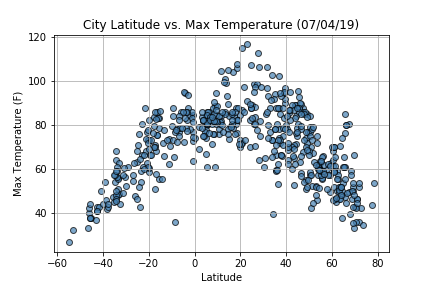 City Latitude vs. Max Temperature (07/04/19)
120
100
80
60
40
Max Temperature (F)
−60 −40 −20 0 20 40 60 80
Latitude